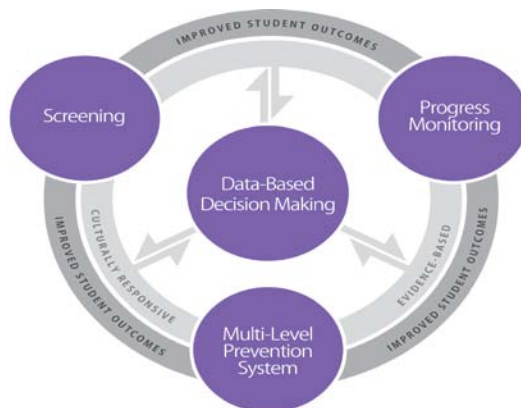 IMPROVED STUDENT OUTCOMES
Screening
Progress
Monitoring
Data-Based
Decision Making
IMPROVED STUDENT OUTCOMES
CULTURALLY RESPONSIVE
EVIDENCE-BASED
IMPROVED STUDENT OUTCOMES
Multi-Level
Prevention
System